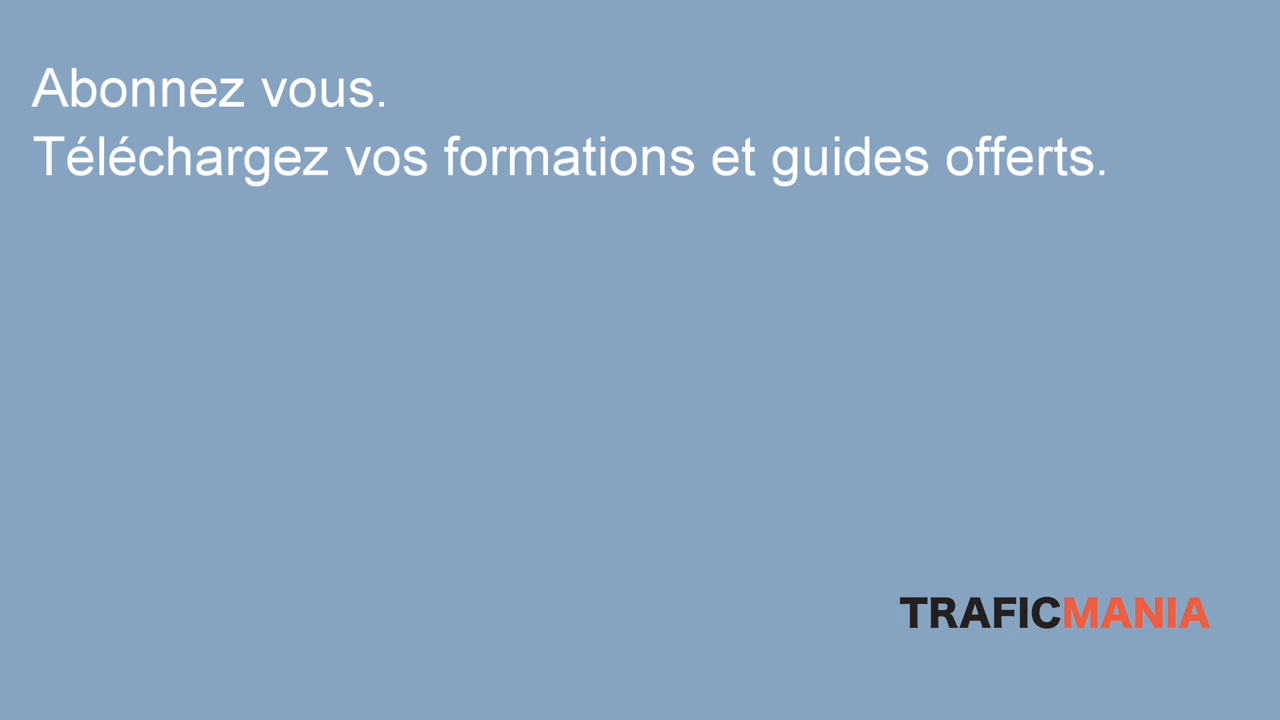 Abonnez vous.
Téléchargez vos formations et guides offerts.
TRAFICMANIA